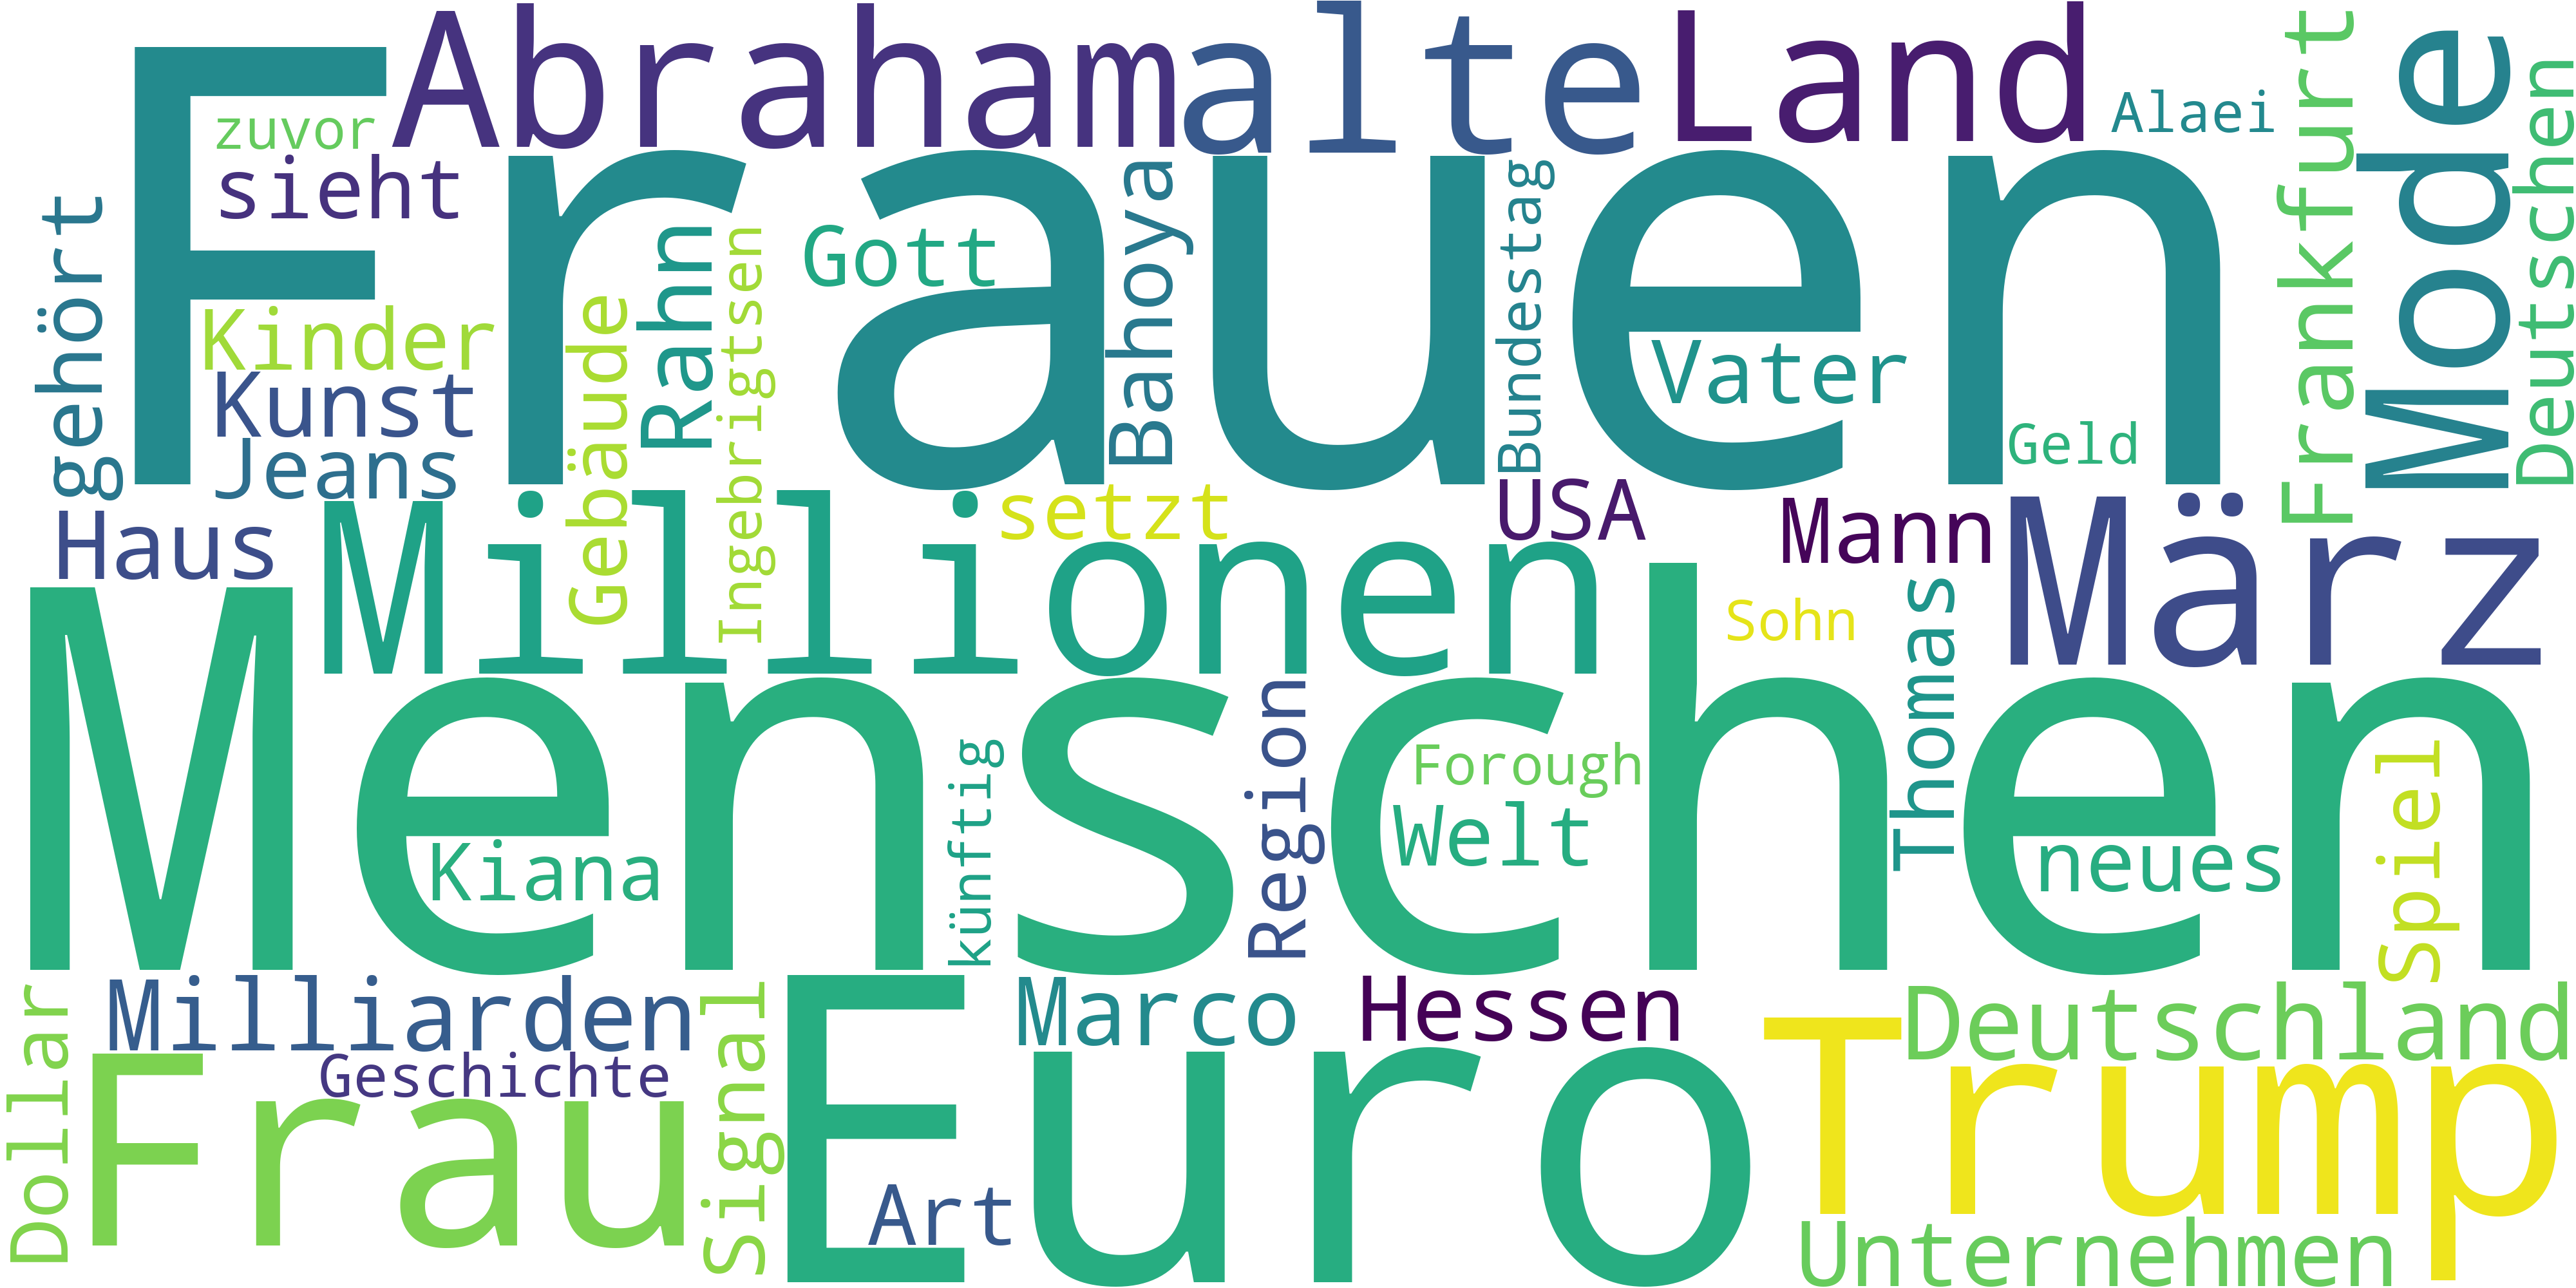 Abraham
alte
Land
Alaei
Frankfurt
Mode
Deutschen
Frauen
zuvor
sieht
gehört
Kinder
Kunst
Jeans
Gebäude
Rahn
Ingebrigtsen
Gott
Bahoya
Bundestag
Vater
Geld
Haus
Millionen
setzt
USA
Mann
März
Sohn
Thomas
Menschen
Kiana
künftig
Region
Forough
Welt
neues
Spiel
Dollar
Milliarden
Geschichte
Frau
Signal
Marco
Hessen
Deutschland
Euro
Art
Trump
Unternehmen